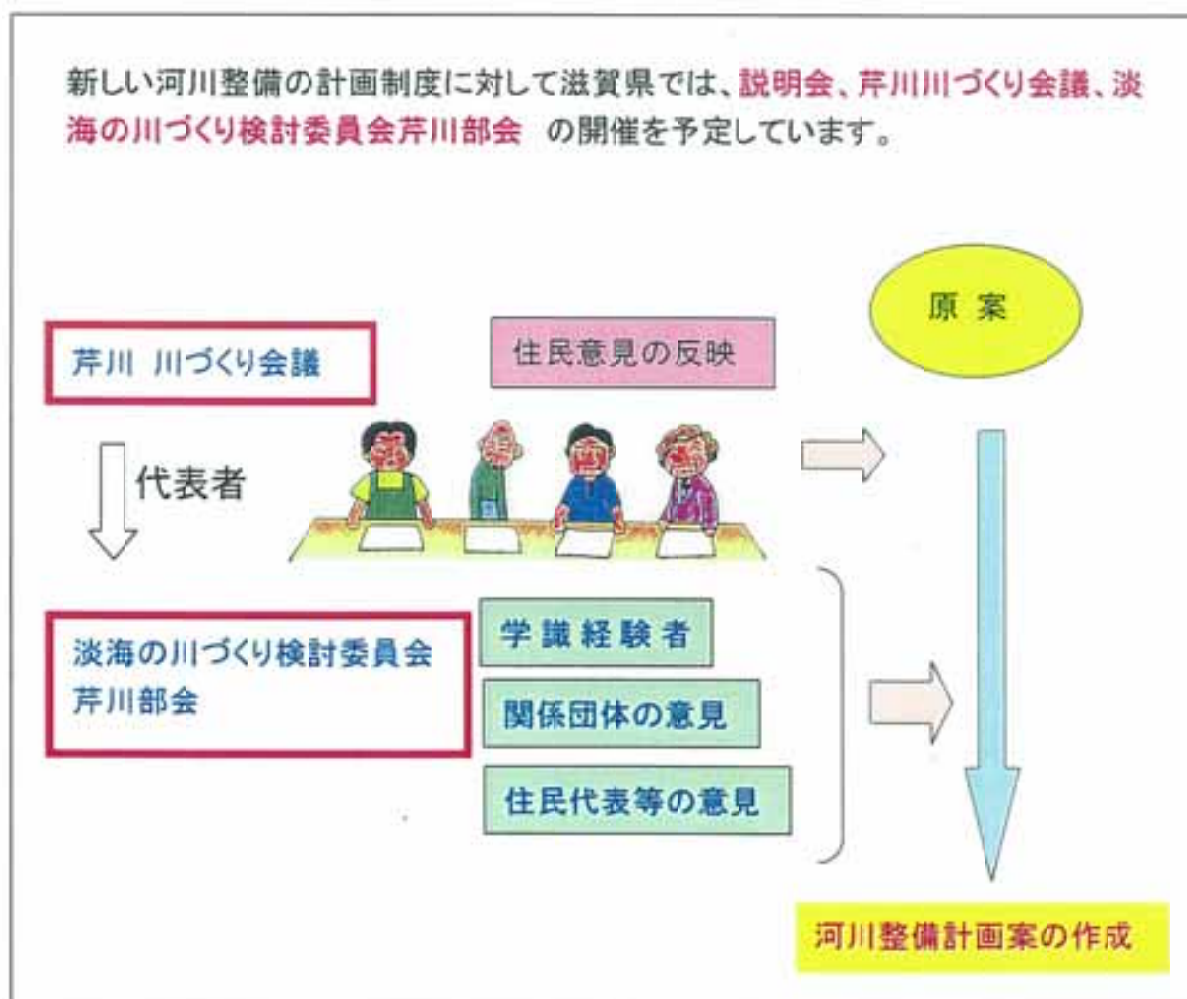 新しい河川整備の計画制度に対して滋賀県では、説明会、芹川川づくり会議、淡
海の川づくり検討委員会芹川部会 の開催を予定しています。
原 案
芹川 川づくり会議
住民意見の反映
代表者
淡海の川づくり検討委員会
芹川部会
学識経験者
関係団体の意見
住民代表等の意見
河川整備計画案の作成